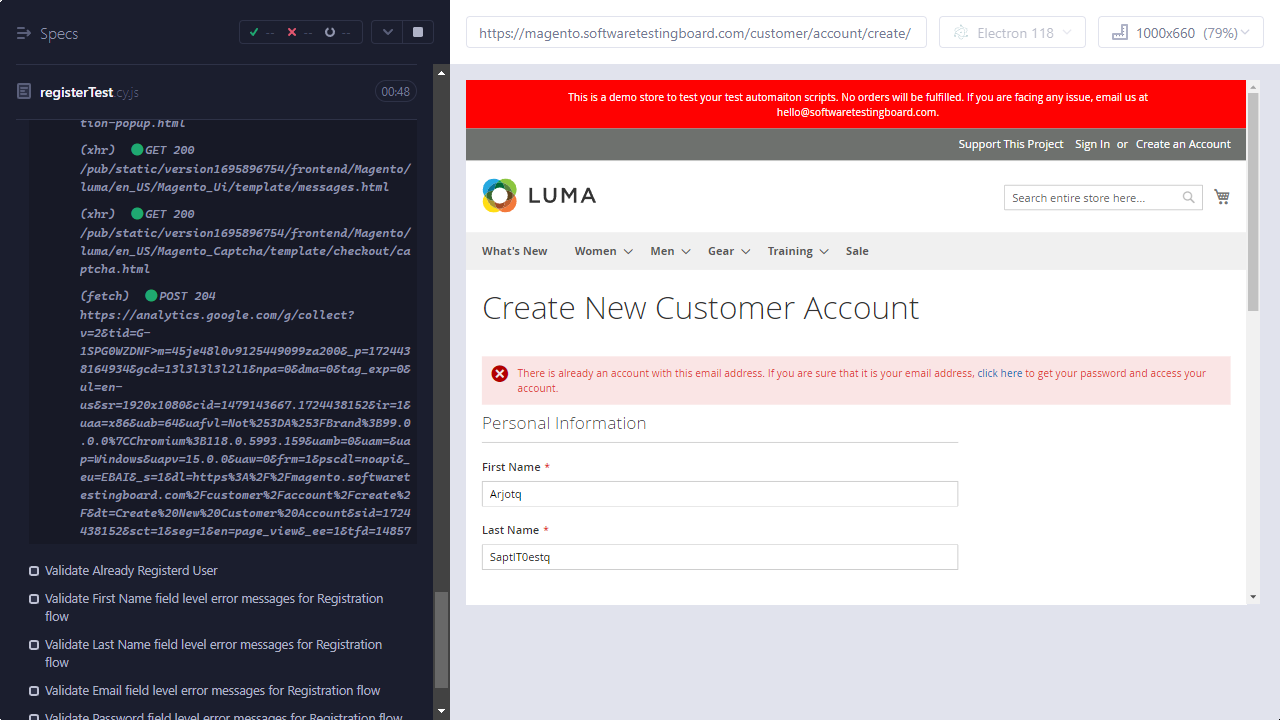 Specs
-- -- --
https://magento.softwaretestingboard.com/customer/account/create/
Electron 118
1000x660 (79%)
registerTest.cy.js
00:48
tion-popup.html
(xhr) GET 200
/pub/static/version1695896754/frontend/Magento/
luma/en_US/Magento_Ui/template/messages.html
(xhr) GET 200
/pub/static/version1695896754/frontend/Magento/
luma/en_US/Magento_Captcha/template/checkout/ca
ptcha.html
(fetch) POST 204
https://analytics.google.com/g/collect?
v=2&tid=G-
1SPG0WZDNF>m=45je48l0v9125449099za200&_p=172443
8164934&gcd=13l3l3l3l2l1&npa=0&dma=0&tag_exp=0&
ul=en-
us&sr=1920x1080&cid=1479143667.1724438152&ir=1&
uaa=x86&uab=64&uafvl=Not%253DA%253FBrand%3B99.0
.0.0%7CChromium%3B118.0.5993.159&uamb=0&uam=&ua
p=Windows&uapv=15.0.0&uaw=0&frm=1&pscdl=noapi&_
eu=EBAI&_s=1&dl=https%3A%2F%2Fmagento.softwaret
estingboard.com%2Fcustomer%2Faccount%2Fcreate%2
F&dt=Create%20New%20Customer%20Account&sid=1724
438152&sct=1&seg=1&en=page_view&_ee=1&tfd=14857
Validate Already Registerd User
Validate First Name field level error messages for Registration
flow
Validate Last Name field level error messages for Registration
flow
Validate Email field level error messages for Registration flow
Validate Password field level error messages for Registration flow
This is a demo store to test your test automaiton scripts. No orders will be fulfilled. If you are facing any issue, email us at
hello@softwaretestingboard.com.
Support This Project Sign In or Create an Account
LUMA
Search entire store here...
What's New Women Men Gear Training Sale
Create New Customer Account
There is already an account with this email address. If you are sure that it is your email address, click here to get your password and access your
account.
Personal Information
First Name *
Arjotq
Last Name *
SaptIT0estq